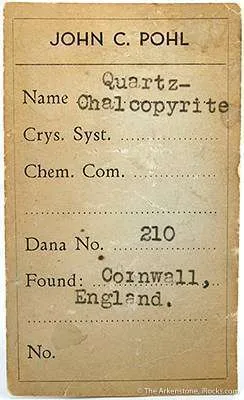 JOHN C. POHL
Quartz-
Name Chalcopyrite
Crys. Syst.
Chem. Com.
Dana No. 210
Found: Cornwall,
England.
No.
© The Arkenstone, iRocks.com